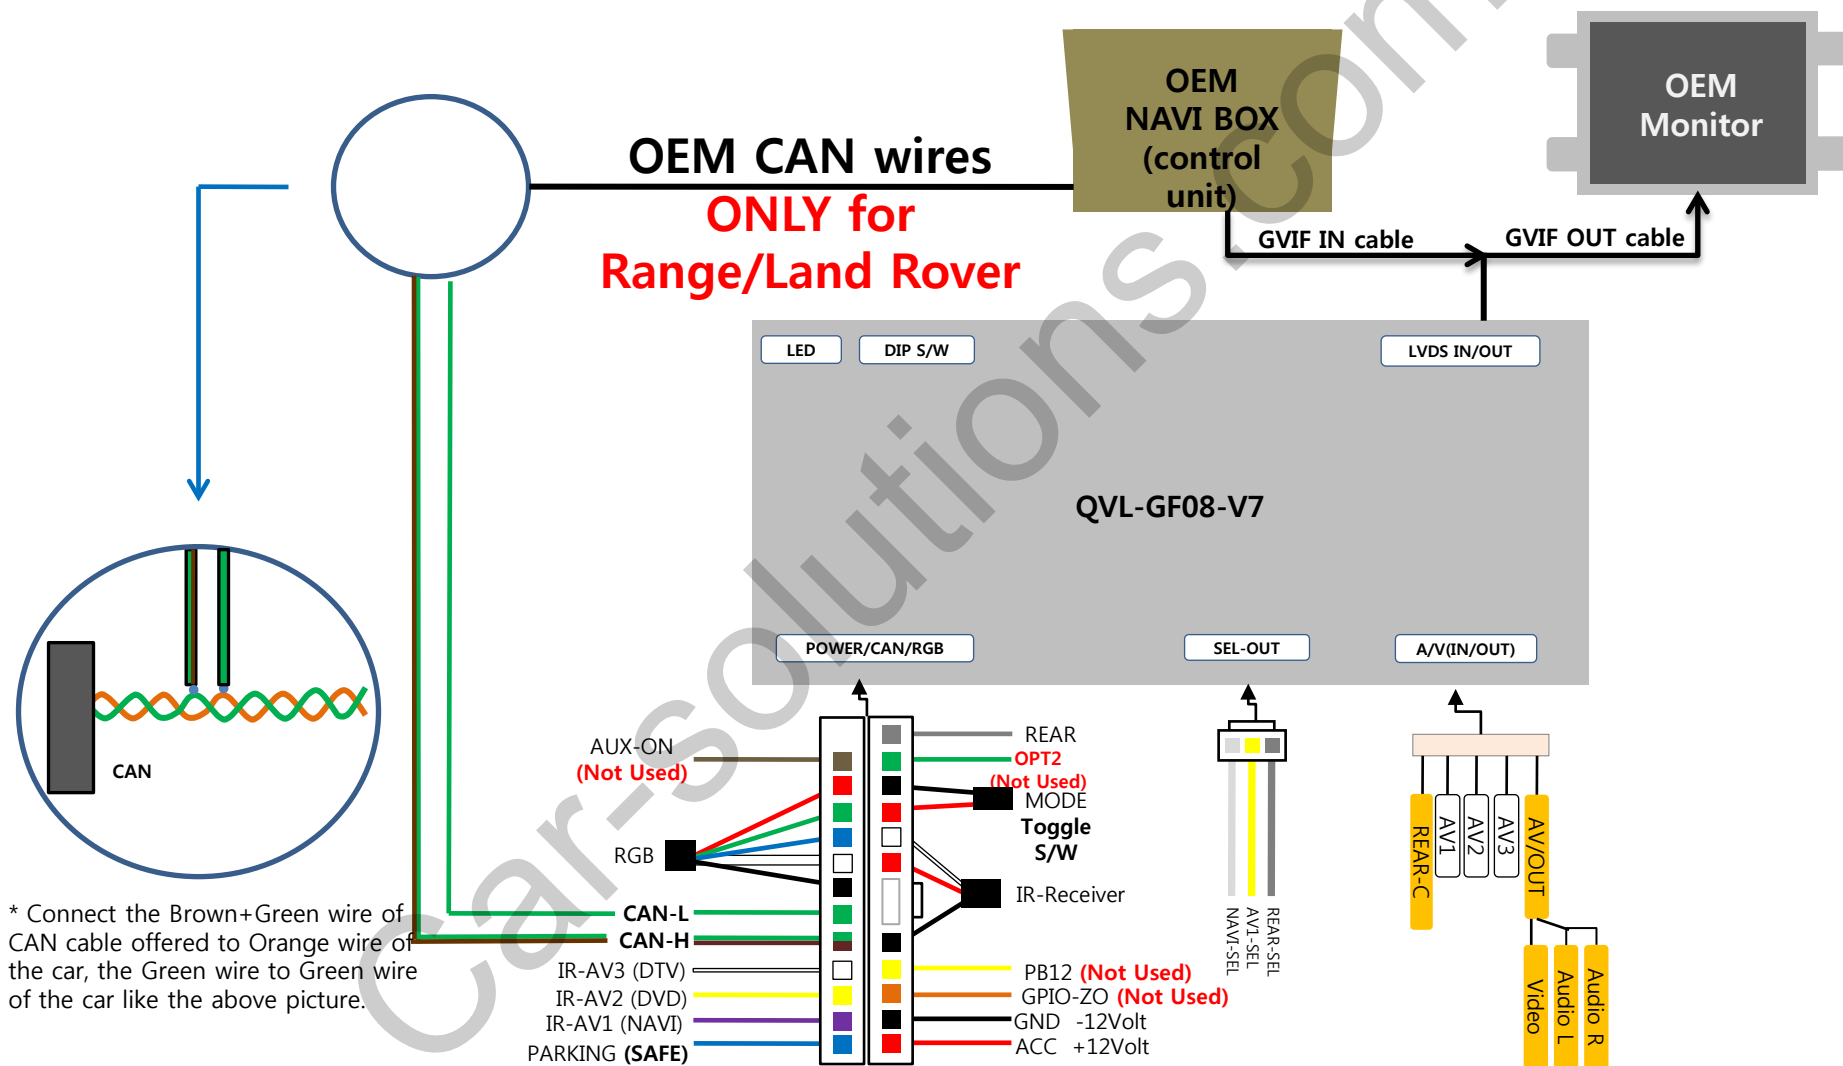 OEM
NAVI BOX
(control
unit)
OEM
Monitor
OEM CAN wires
ONLY for
Range/Land Rover
GVIF IN cable
GVIF OUT cable
LED
DIP S/W
LVDS IN/OUT
QVL-GF08-V7
POWER/CAN/RGB
SEL-OUT
A/V(IN/OUT)
CAN
* Connect the Brown+Green wire of
CAN cable offered to Orange wire of
the car, the Green wire to Green wire
of the car like the above picture.
AUX-ON
(Not Used)
RGB
CAN-L
CAN-H
IR-AV3 (DTV)
IR-AV2 (DVD)
IR-AV1 (NAVI)
PARKING (SAFE)
REAR
OPT2
(Not Used)
MODE
Toggle
S/W
IR-Receiver
PB12 (Not Used)
GPIO-ZO (Not Used)
GND -12Volt
ACC +12Volt
NAVI-SEL
AV1-SEL
REAR-SEL
REAR-C
AV1
AV2
AV3
AV/OUT
Video
Audio L
Audio R
Car-solutions.com